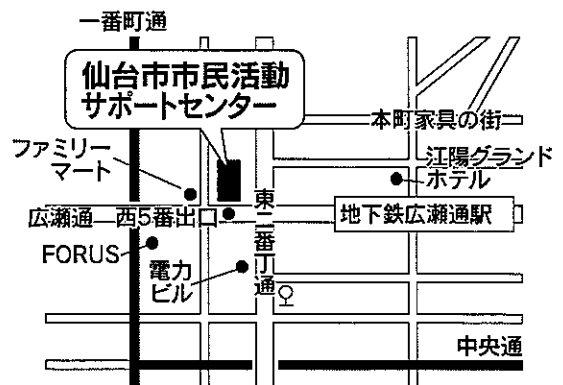 一番町通
仙台市市民活動
サポートセンター
本町家具の街
ファミリー
マート
江陽グランド
ホテル
広瀬通
西5番出口
東二番丁通
地下鉄広瀬通駅
FORUS
電力
ビル
中央通